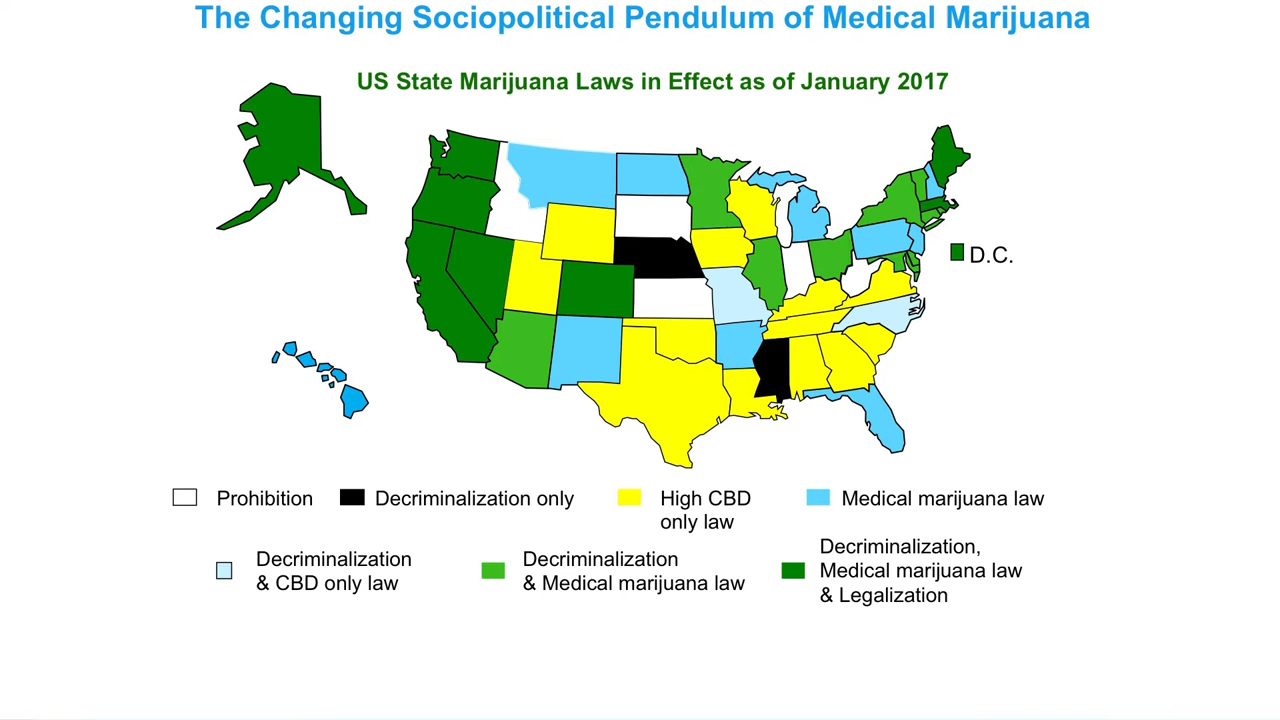 The Changing Sociopolitical Pendulum of Medical Marijuana
US State Marijuana Laws in Effect as of January 2017
D.C.
Prohibition
Decriminalization only
High CBD
only law
Medical marijuana law
Decriminalization
& CBD only law
Decriminalization
& Medical marijuana law
Decriminalization,
Medical marijuana law
& Legalization